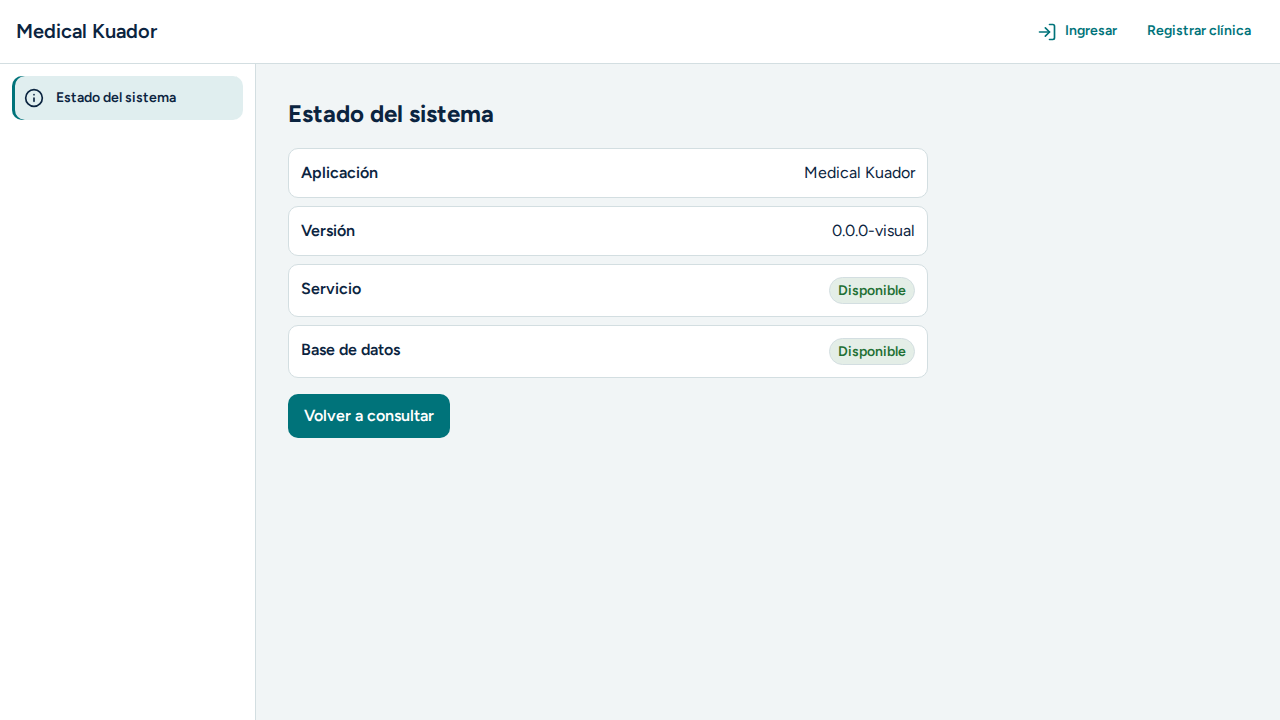 Medical Kuador
Ingresar
Registrar clínica
Estado del sistema
Estado del sistema
Aplicación
Medical Kuador
Versión
0.0.0-visual
Servicio
Disponible
Base de datos
Disponible
Volver a consultar